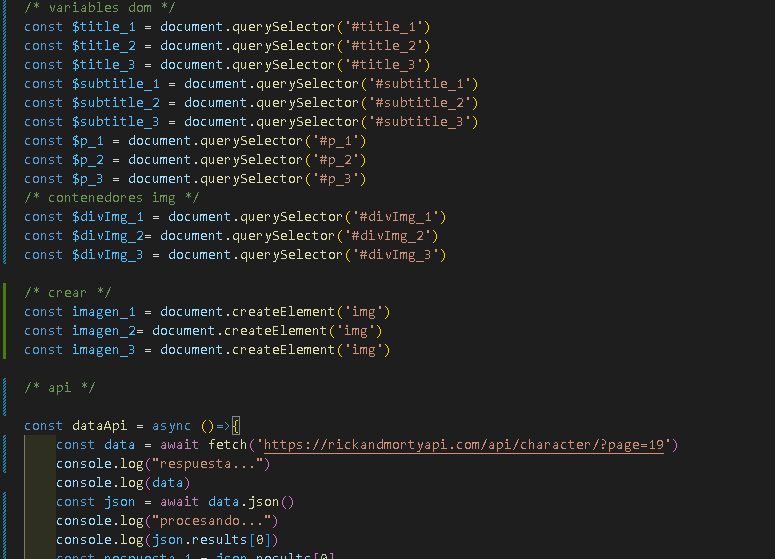 /* variables dom */
const $title_1 = document.querySelector('#title_1')
const $title_2 = document.querySelector('#title_2')
const $title_3 = document.querySelector('#title_3')
const $subtitle_1 = document.querySelector('#subtitle_1')
const $subtitle_2 = document.querySelector('#subtitle_2')
const $subtitle_3 = document.querySelector('#subtitle_3')
const $p_1 = document.querySelector('#p_1')
const $p_2 = document.querySelector('#p_2')
const $p_3 = document.querySelector('#p_3')
/* contenedores img */
const $divImg_1 = document.querySelector('#divImg_1')
const $divImg_2= document.querySelector('#divImg_2')
const $divImg_3 = document.querySelector('#divImg_3')
/* crear */
const imagen_1 = document.createElement('img')
const imagen_2= document.createElement('img')
const imagen_3 = document.createElement('img')
/* api */
const dataApi = async ()=>{
const data = await fetch('https://rickandmortyapi.com/api/character/?page=19')
console.log("respuesta...")
console.log(data)
const json = await data.json()
console.log("procesando...")
console.log(json.results[0])
const respuesta_1 = json.results[0]